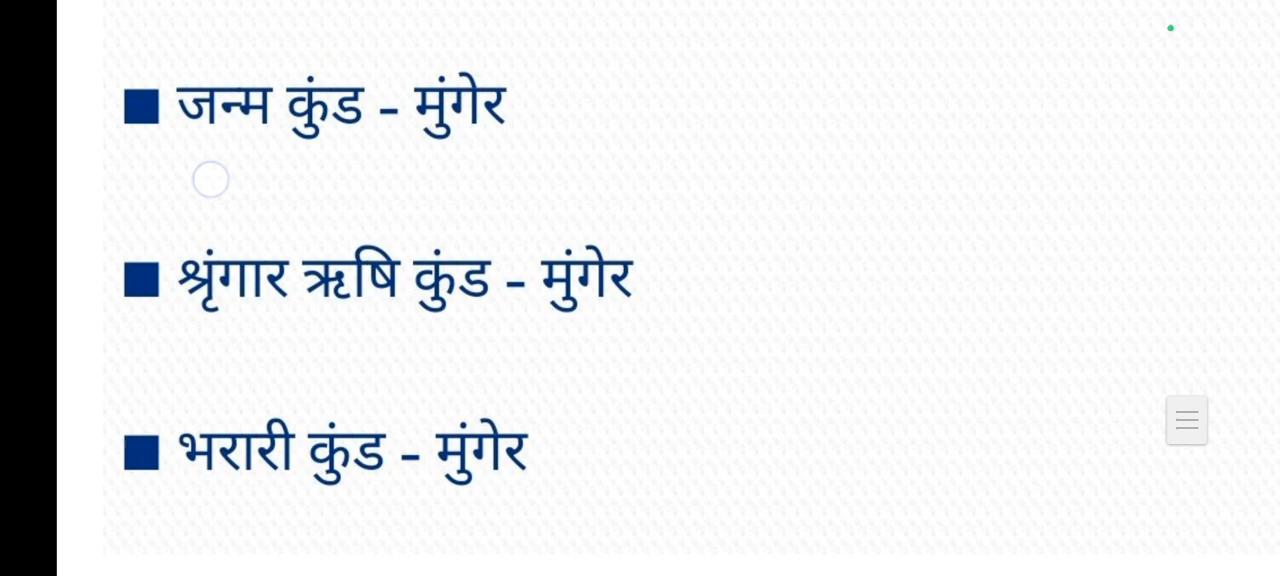 ■ जन्म कुंड - मुंगेर
■ श्रृंगार ऋषि कुंड - मुंगेर
■ भरारी कुंड - मुंगेर